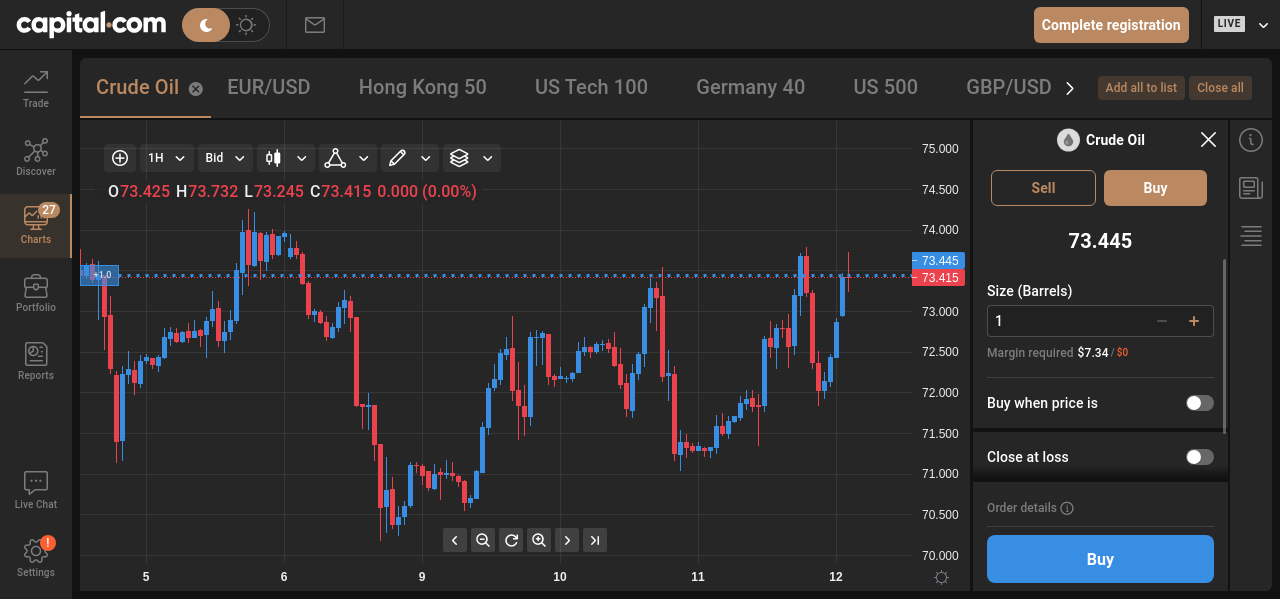 capital.com
Complete registration
LIVE
Trade
Discover
27
Charts
Portfolio
Reports
Live Chat
!
Settings
Crude Oil
EUR/USD
Hong Kong 50
US Tech 100
Germany 40
US 500
GBP/USD
Add all to list
Close all
1H
Bid
O73.425 H73.732 L73.245 C73.415 0.000 (0.00%)
+1.0
75.000
74.500
74.000
73.445
73.415
73.000
72.500
72.000
71.500
71.000
70.500
70.000
5
6
9
10
11
12
Crude Oil
Sell
Buy
73.445
Size (Barrels)
1
Margin required $7.34 / $0
Buy when price is
Close at loss
Order details
Buy